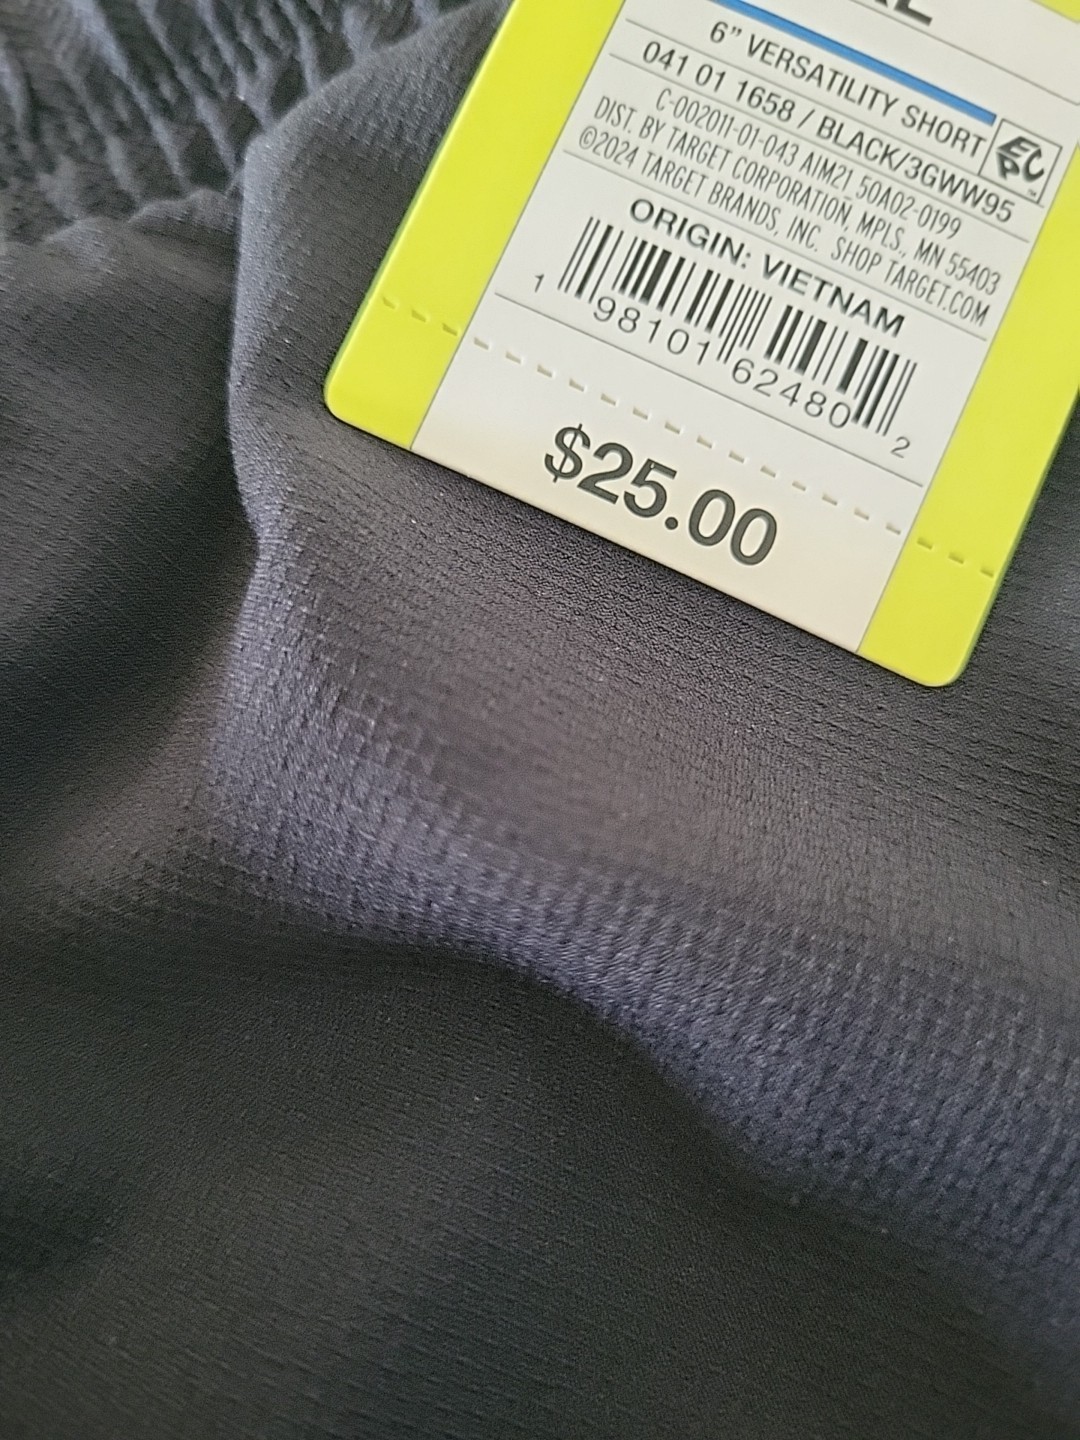 6" VERSATILITY SHORT
041 01 1658 / BLACK/3GWW95
C-002011-01-043 AIM21 50A02-0199
DIST. BY TARGET CORPORATION, MPLS, MN 55403
©2024 TARGET BRANDS, INC. SHOP TARGET.COM
ORIGIN: VIETNAM
1 98101 62480 2
$25.00